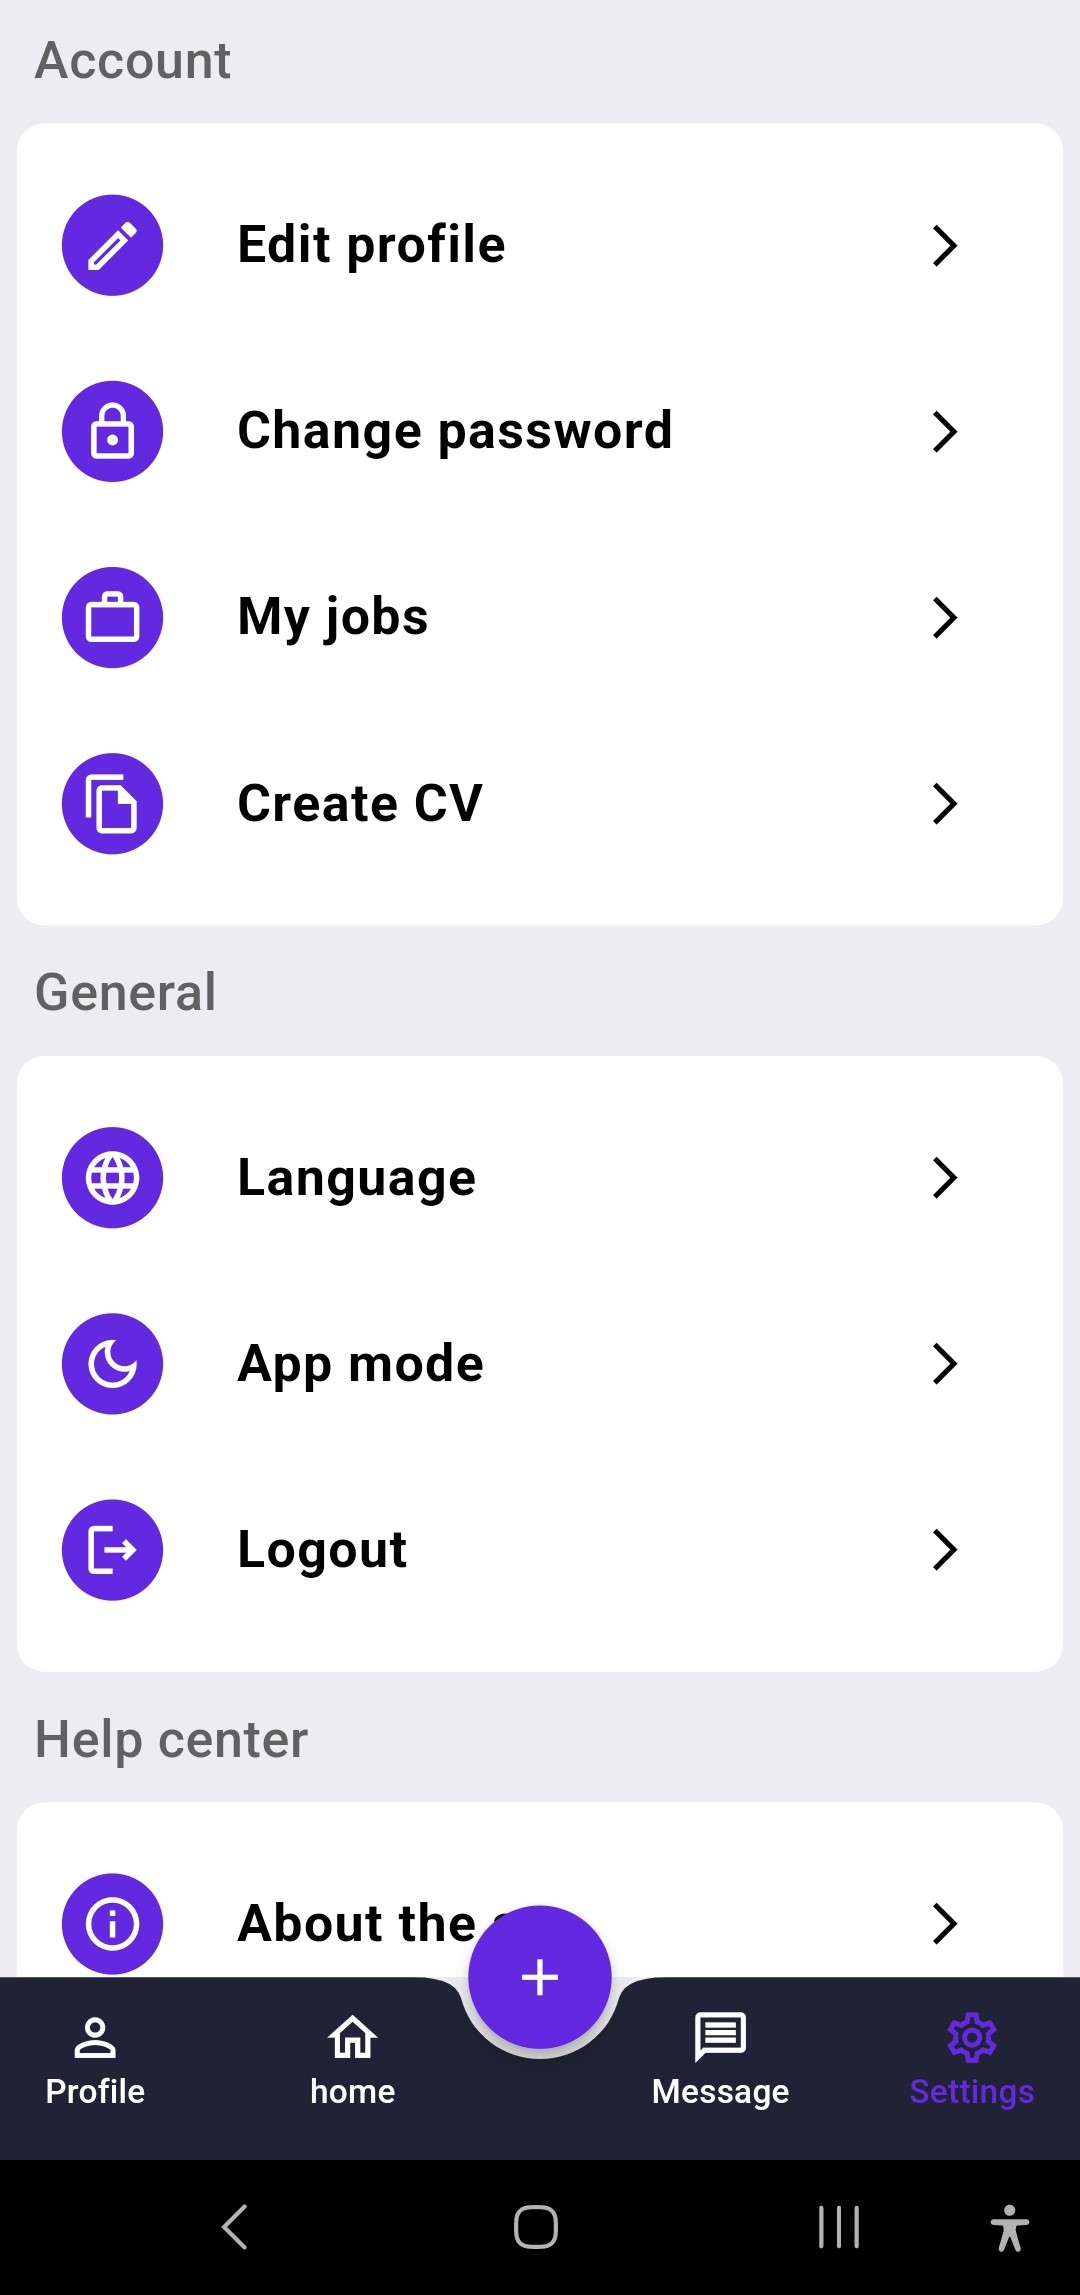 Account
Edit profile
Change password
My jobs
Create CV
General
Language
App mode
Logout
Help center
About the
Profile
home
Message
Settings